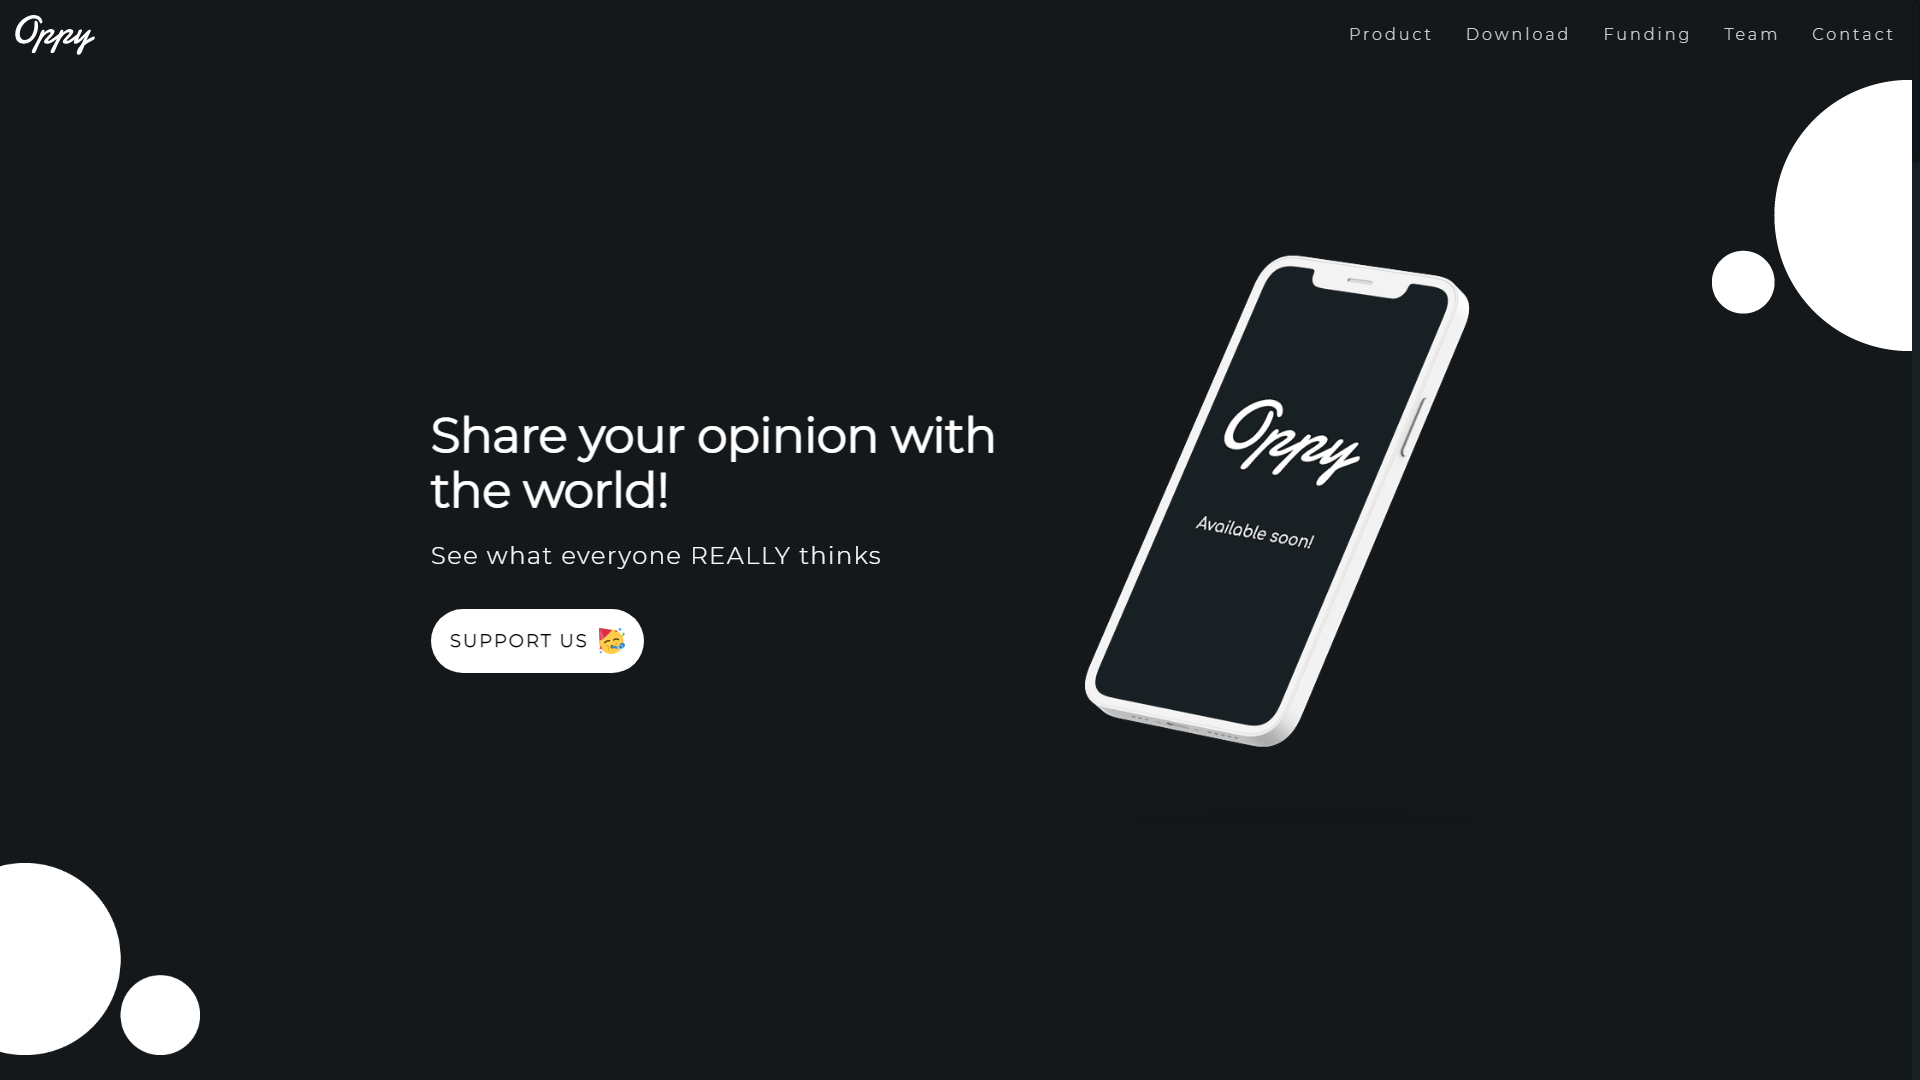 Oppy
Product
Download
Funding
Team
Contact
Share your opinion with
the world!
See what everyone REALLY thinks
SUPPORT US 🥳
Oppy
Available soon!